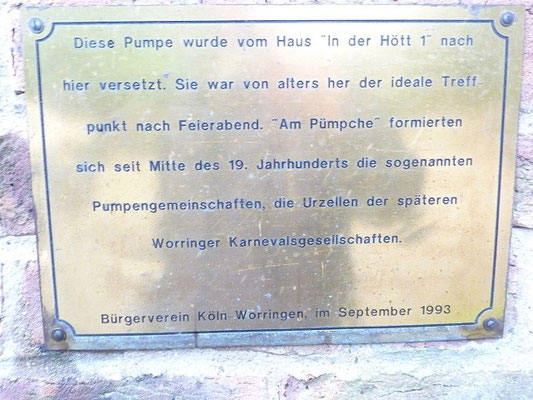 Diese Pumpe wurde vom Haus "In der Hött 1" nach
hier versetzt. Sie war von alters her der ideale Treff-
punkt nach Feierabend. "Am Pümpche" formierten
sich seit Mitte des 19. Jahrhunderts die sogenannten
Pumpengemeinschaften, die Urzellen der späteren
Worringer Karnevalsgesellschaften.
Bürgerverein Köln-Worringen, im September 1993